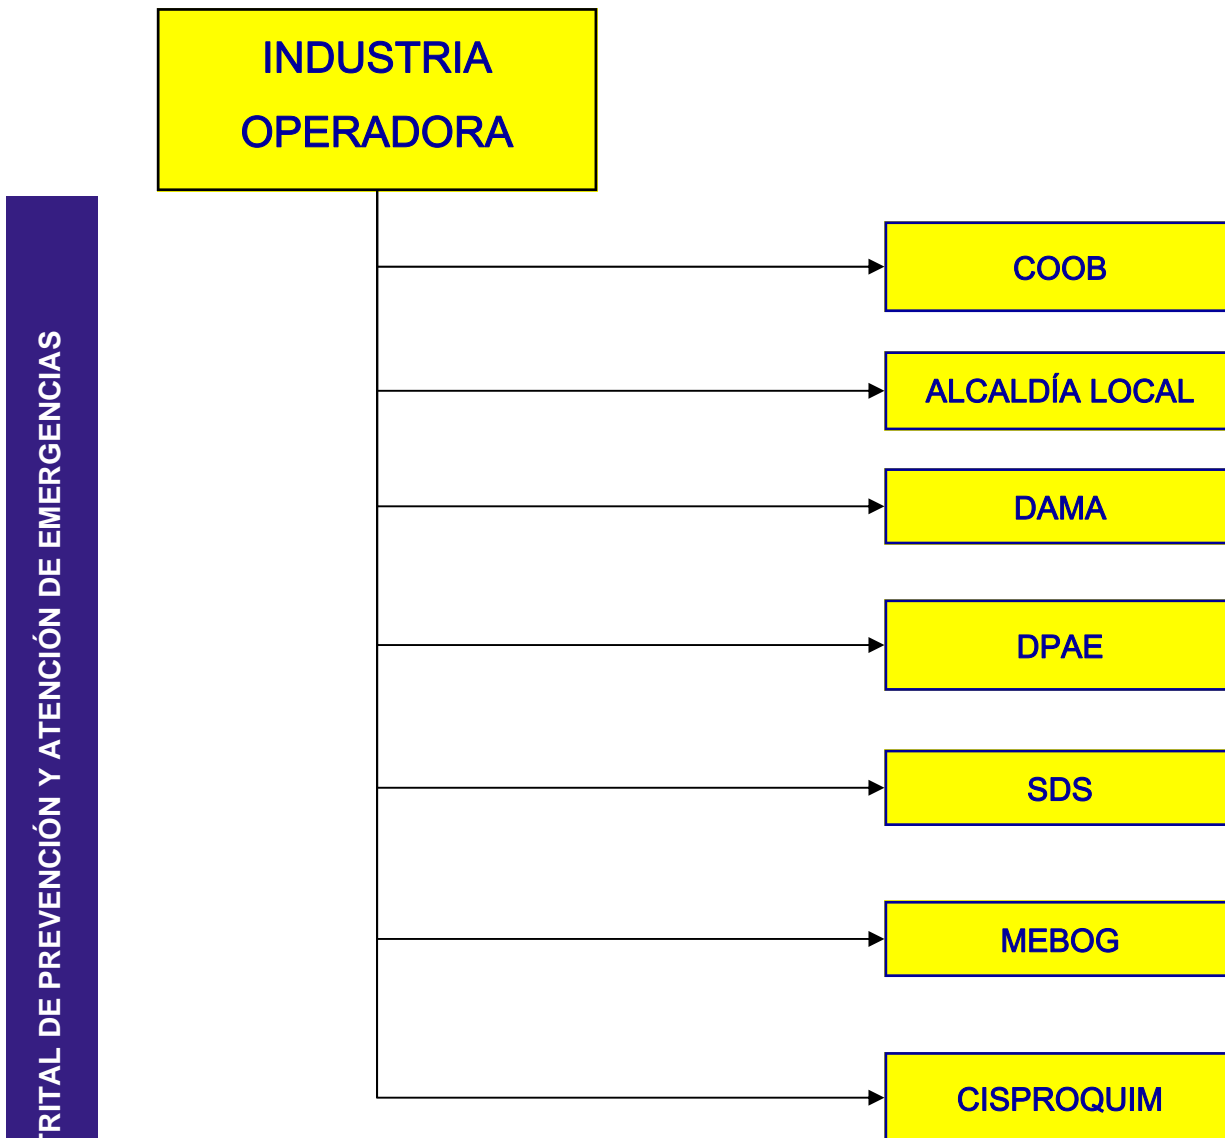 INDUSTRIA
OPERADORA
COOB
ALCALDÍA LOCAL
DAMA
DPAE
SDS
MEBOG
CISPROQUIM
TRITAL DE PREVENCIÓN Y ATENCIÓN DE EMERGENCIAS